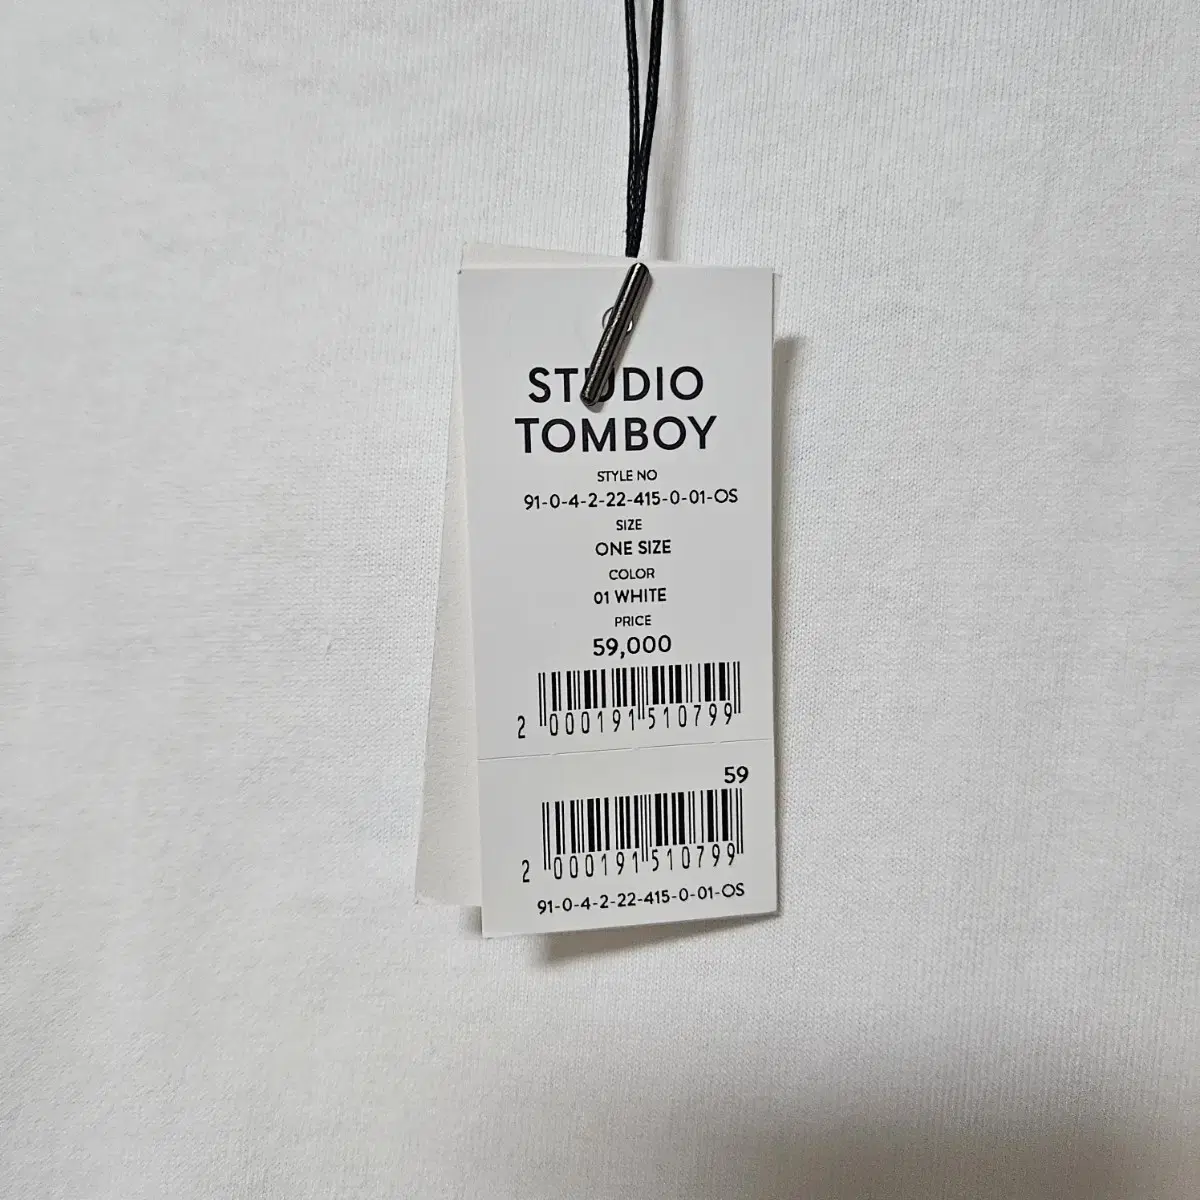 STUDIO
TOMBOY
STYLE NO
91-0-4-2-22-415-0-01-OS
SIZE
ONE SIZE
COLOR
01 WHITE
PRICE
59,000
2 000191 510799
59
2 000191 510799
91-0-4-2-22-415-0-01-OS